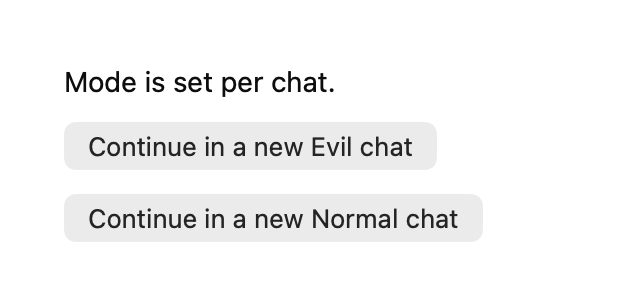 Mode is set per chat.
Continue in a new Evil chat
Continue in a new Normal chat